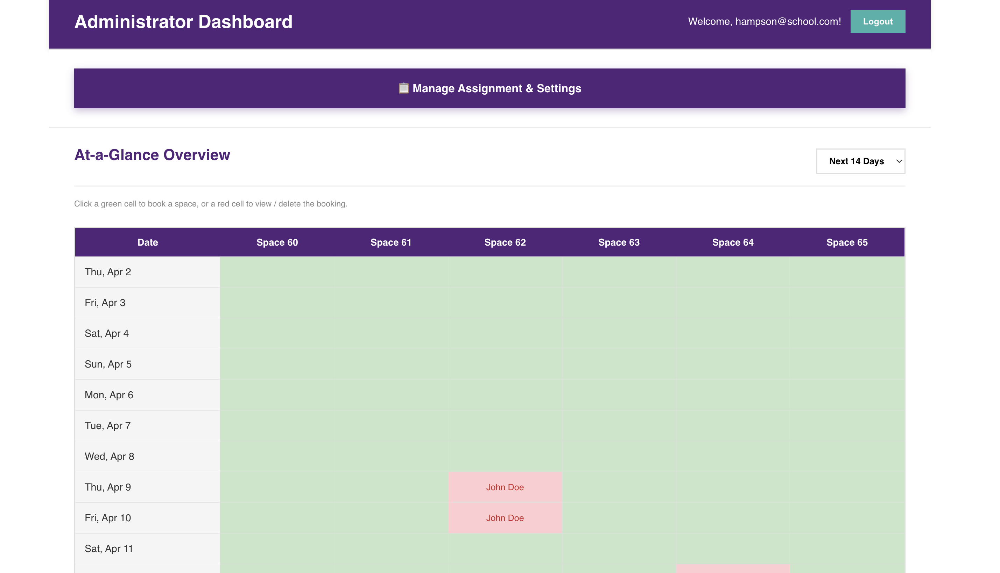 Administrator Dashboard
Welcome, hampson@school.com!
Logout
📋 Manage Assignment & Settings
At-a-Glance Overview
Next 14 Days
Click a green cell to book a space, or a red cell to view / delete the booking.
Date Space 60 Space 61 Space 62 Space 63 Space 64 Space 65
Thu, Apr 2
Fri, Apr 3
Sat, Apr 4
Sun, Apr 5
Mon, Apr 6
Tue, Apr 7
Wed, Apr 8
Thu, Apr 9 John Doe
Fri, Apr 10 John Doe
Sat, Apr 11